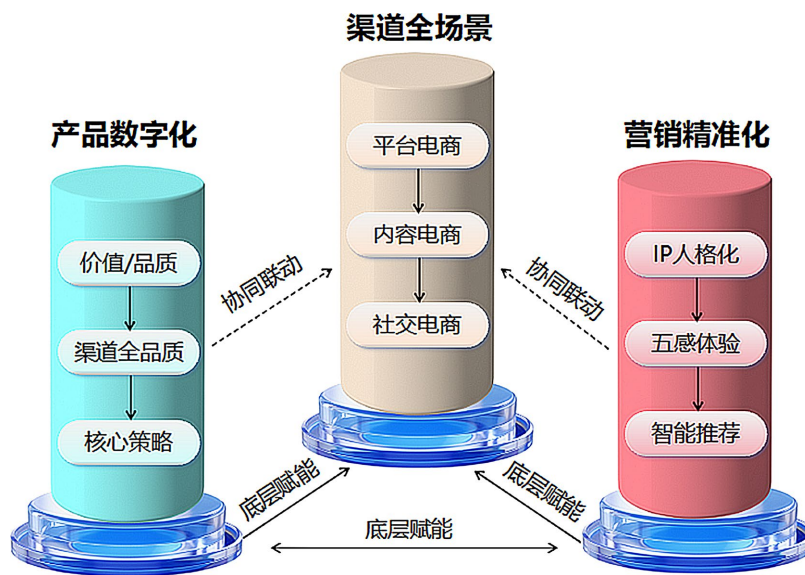 渠道全场景
产品数字化
营销精准化
平台电商
内容电商
社交电商
价值/品质
渠道全品质
核心策略
IP人格化
五感体验
智能推荐
协同联动
协同联动
底层赋能
底层赋能
底层赋能